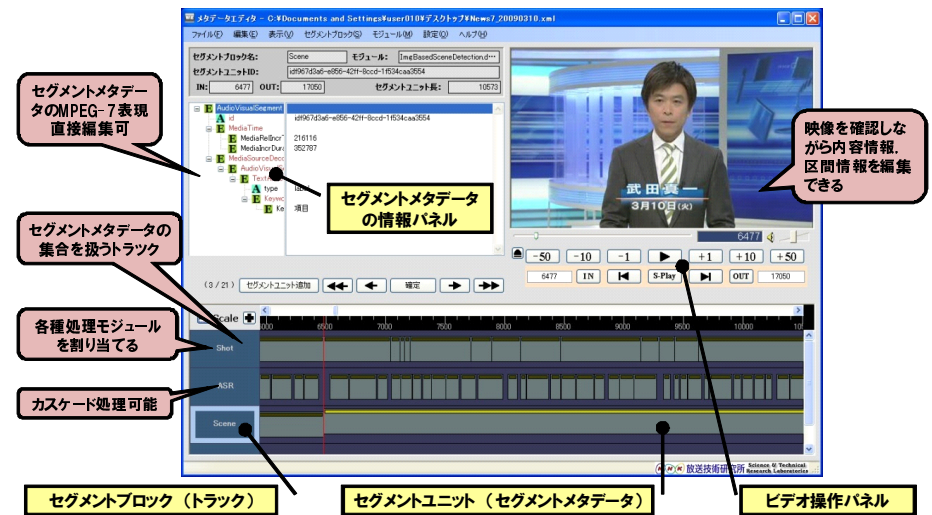 メタデータエディタ - C:¥Documents and Settings¥user010¥デスクトップ¥News7_20090310.xml
ファイル(F) 編集(E) 表示(V) セグメントブロック(S) モジュール(M) 設定(O) ヘルプ(H)
セグメントブロック名: Scene モジュール: ImgBasedSceneDetection.d…
セグメントユニットID: idf967d3a6-e856-42ff-8ccd-1f534caa3554
IN: 6477 OUT: 17050 セグメントユニット長: 10573
E AudioVisualSegment
A id idf967d3a6-e856-42ff-8ccd-1f534caa3554
E MediaTime
E MediaRelIncr 216116
E MediaIncrDura 352787
E MediaSourceDeco
E AudioVisualS
E Text
A type
E Keywo
E Ke 項目
セグメントメタデー
タのMPEG-7表現
直接編集可
セグメントメタデータ
の情報パネル
武田真一
3月10日(火)
映像を確認しな
がら内容情報,
区間情報を編集
できる
6477
-50 -10 -1 +1 +10 +50
6477 IN S-Play OUT 17050
(3/21) セグメントユニット追加 確定
セグメントメタデータの
集合を扱うトラック
各種処理モジュール
を割り当てる
カスケード処理可能
Scale
6500 7000 7500 8000 8500 9000 9500 10000
Shot
ASR
Scene
NHK 放送技術研究所 Science & Technical Research Laboratories
セグメントブロック(トラック)
セグメントユニット(セグメントメタデータ)
ビデオ操作パネル